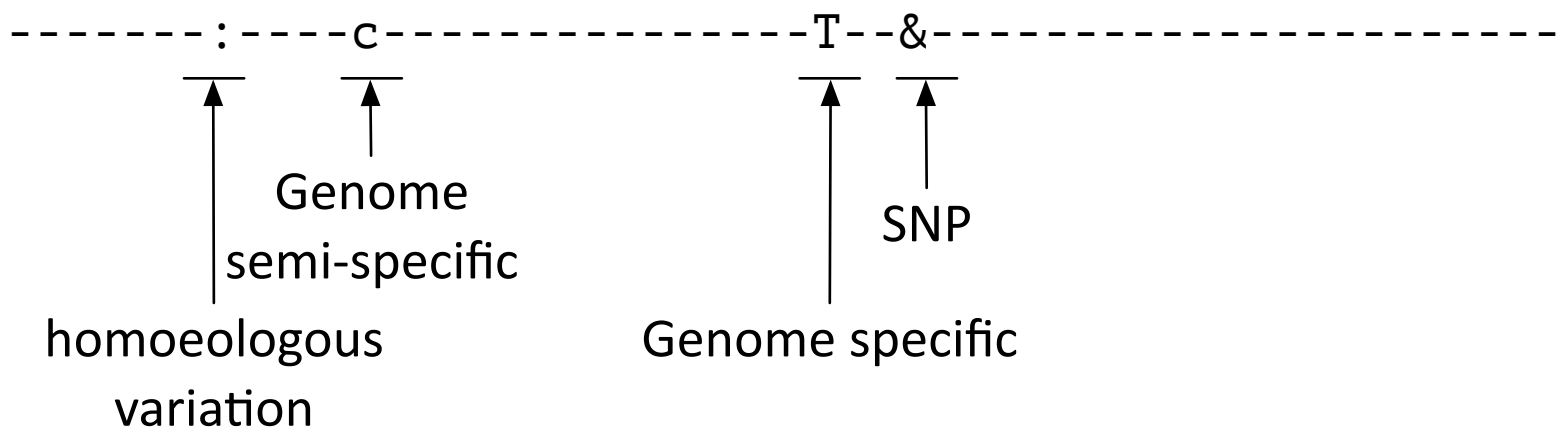 -------:----c---------------T--&----------------------
Genome
semi-specific
SNP
homoeologous
variation
Genome specific